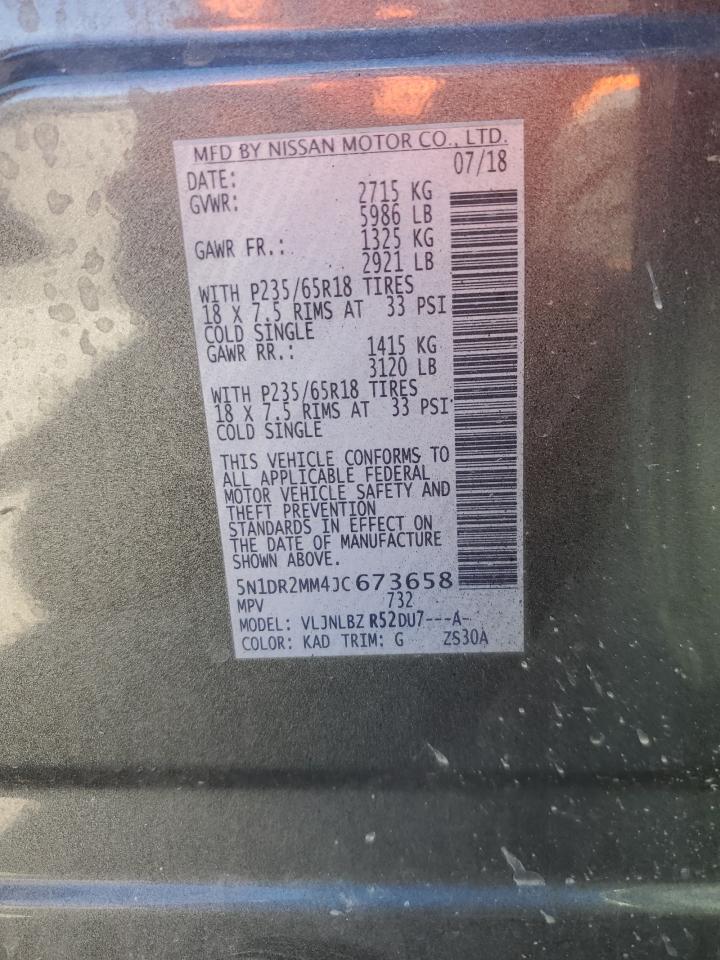 MFD BY NISSAN MOTOR CO., LTD.
DATE: 07/18
GVWR: 2715 KG
5986 LB
GAWR FR.: 1325 KG
2921 LB
WITH P235/65R18 TIRES
18 X 7.5 RIMS AT 33 PSI
COLD SINGLE
GAWR RR.: 1415 KG
3120 LB
WITH P235/65R18 TIRES
18 X 7.5 RIMS AT 33 PSI
COLD SINGLE
THIS VEHICLE CONFORMS TO
ALL APPLICABLE FEDERAL
MOTOR VEHICLE SAFETY AND
THEFT PREVENTION
STANDARDS IN EFFECT ON
THE DATE OF MANUFACTURE
SHOWN ABOVE.
5N1DR2MM4JC673658
MPV 732
MODEL: VLJNLBZ R52DU7---A-
COLOR: KAD TRIM: G ZS30A